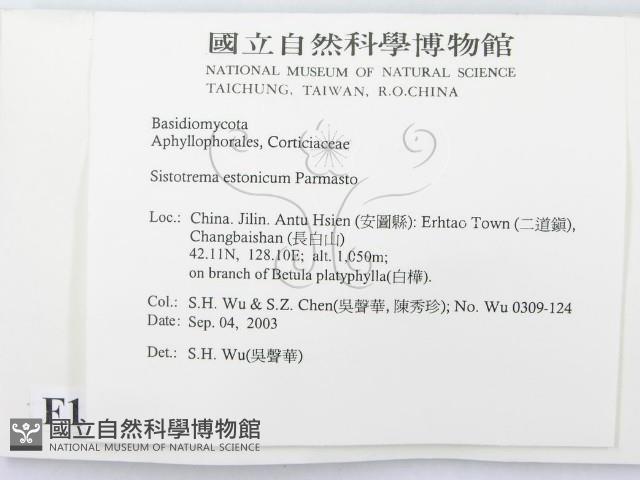 國立自然科學博物館
NATIONAL MUSEUM OF NATURAL SCIENCE
TAICHUNG, TAIWAN, R.O.CHINA
Basidiomycota
Aphyllophorales, Corticiaceae
Sistotrema estonicum Parmasto
Loc.: China. Jilin. Antu Hsien (安圖縣): Erhtao Town (二道鎮),
Changbaishan (長白山)
42.11N, 128.10E; alt. 1,050m;
on branch of Betula platyphylla(白樺).
Col.: S.H. Wu & S.Z. Chen(吳聲華, 陳秀珍); No. Wu 0309-124
Date: Sep. 04, 2003
Det.: S.H. Wu(吳聲華)
F1
國立自然科學博物館
NATIONAL MUSEUM OF NATURAL SCIENCE